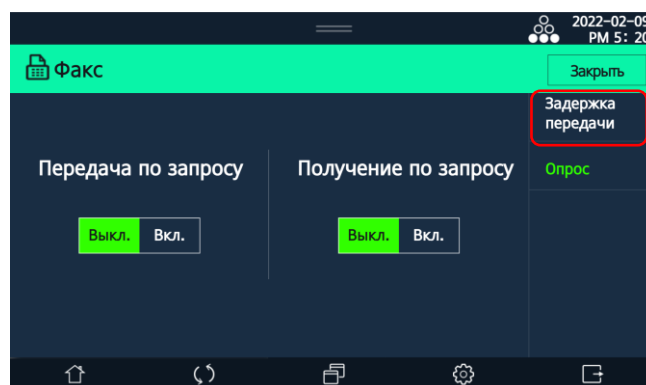 2022-02-09
PM 5: 20
Факс
Закрыть
Задержка
передачи
Передача по запросу
Получение по запросу
Опрос
Выкл. Вкл.
Выкл. Вкл.